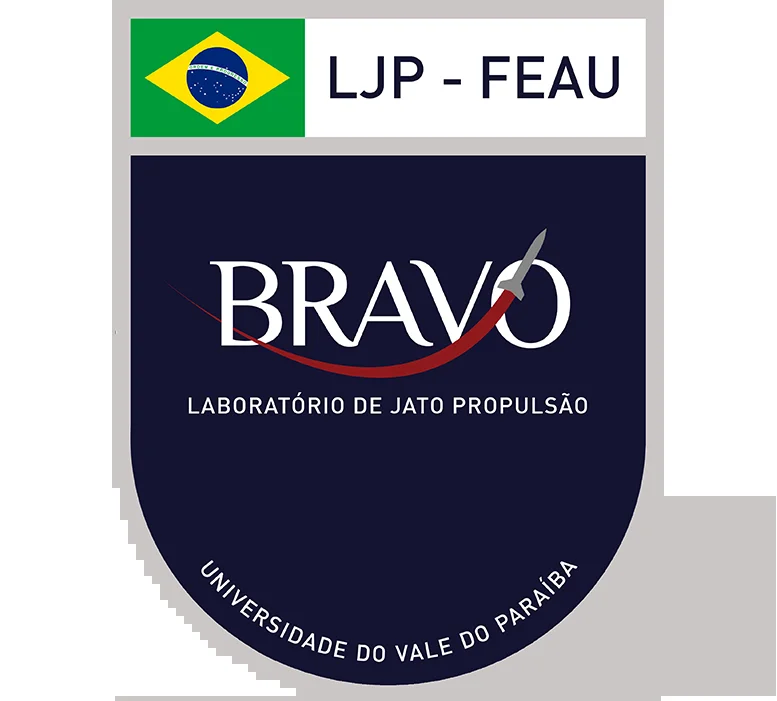 LJP - FEAU
BRAVO
LABORATÓRIO DE JATO PROPULSÃO
UNIVERSIDADE DO VALE DO PARAÍBA